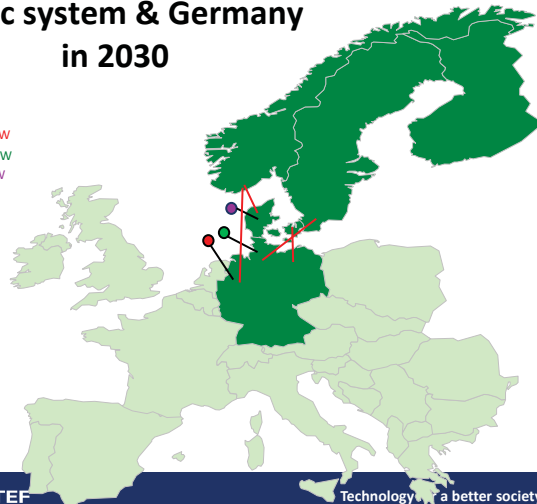 c system & Germany
in 2030
w
w
w
TEF
Technology
a better society